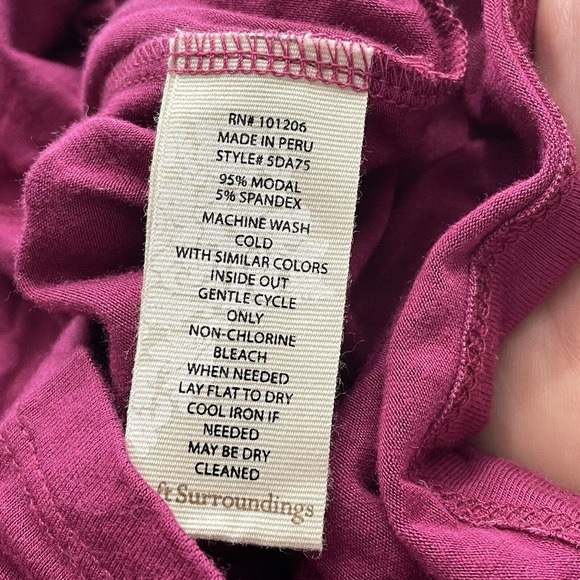 RN# 101206
MADE IN PERU
STYLE# 5DA75
95% MODAL
5% SPANDEX
MACHINE WASH
COLD
WITH SIMILAR COLORS
INSIDE OUT
GENTLE CYCLE
ONLY
NON-CHLORINE
BLEACH
WHEN NEEDED
LAY FLAT TO DRY
COOL IRON IF
NEEDED
MAY BE DRY
CLEANED
ft Surroundings